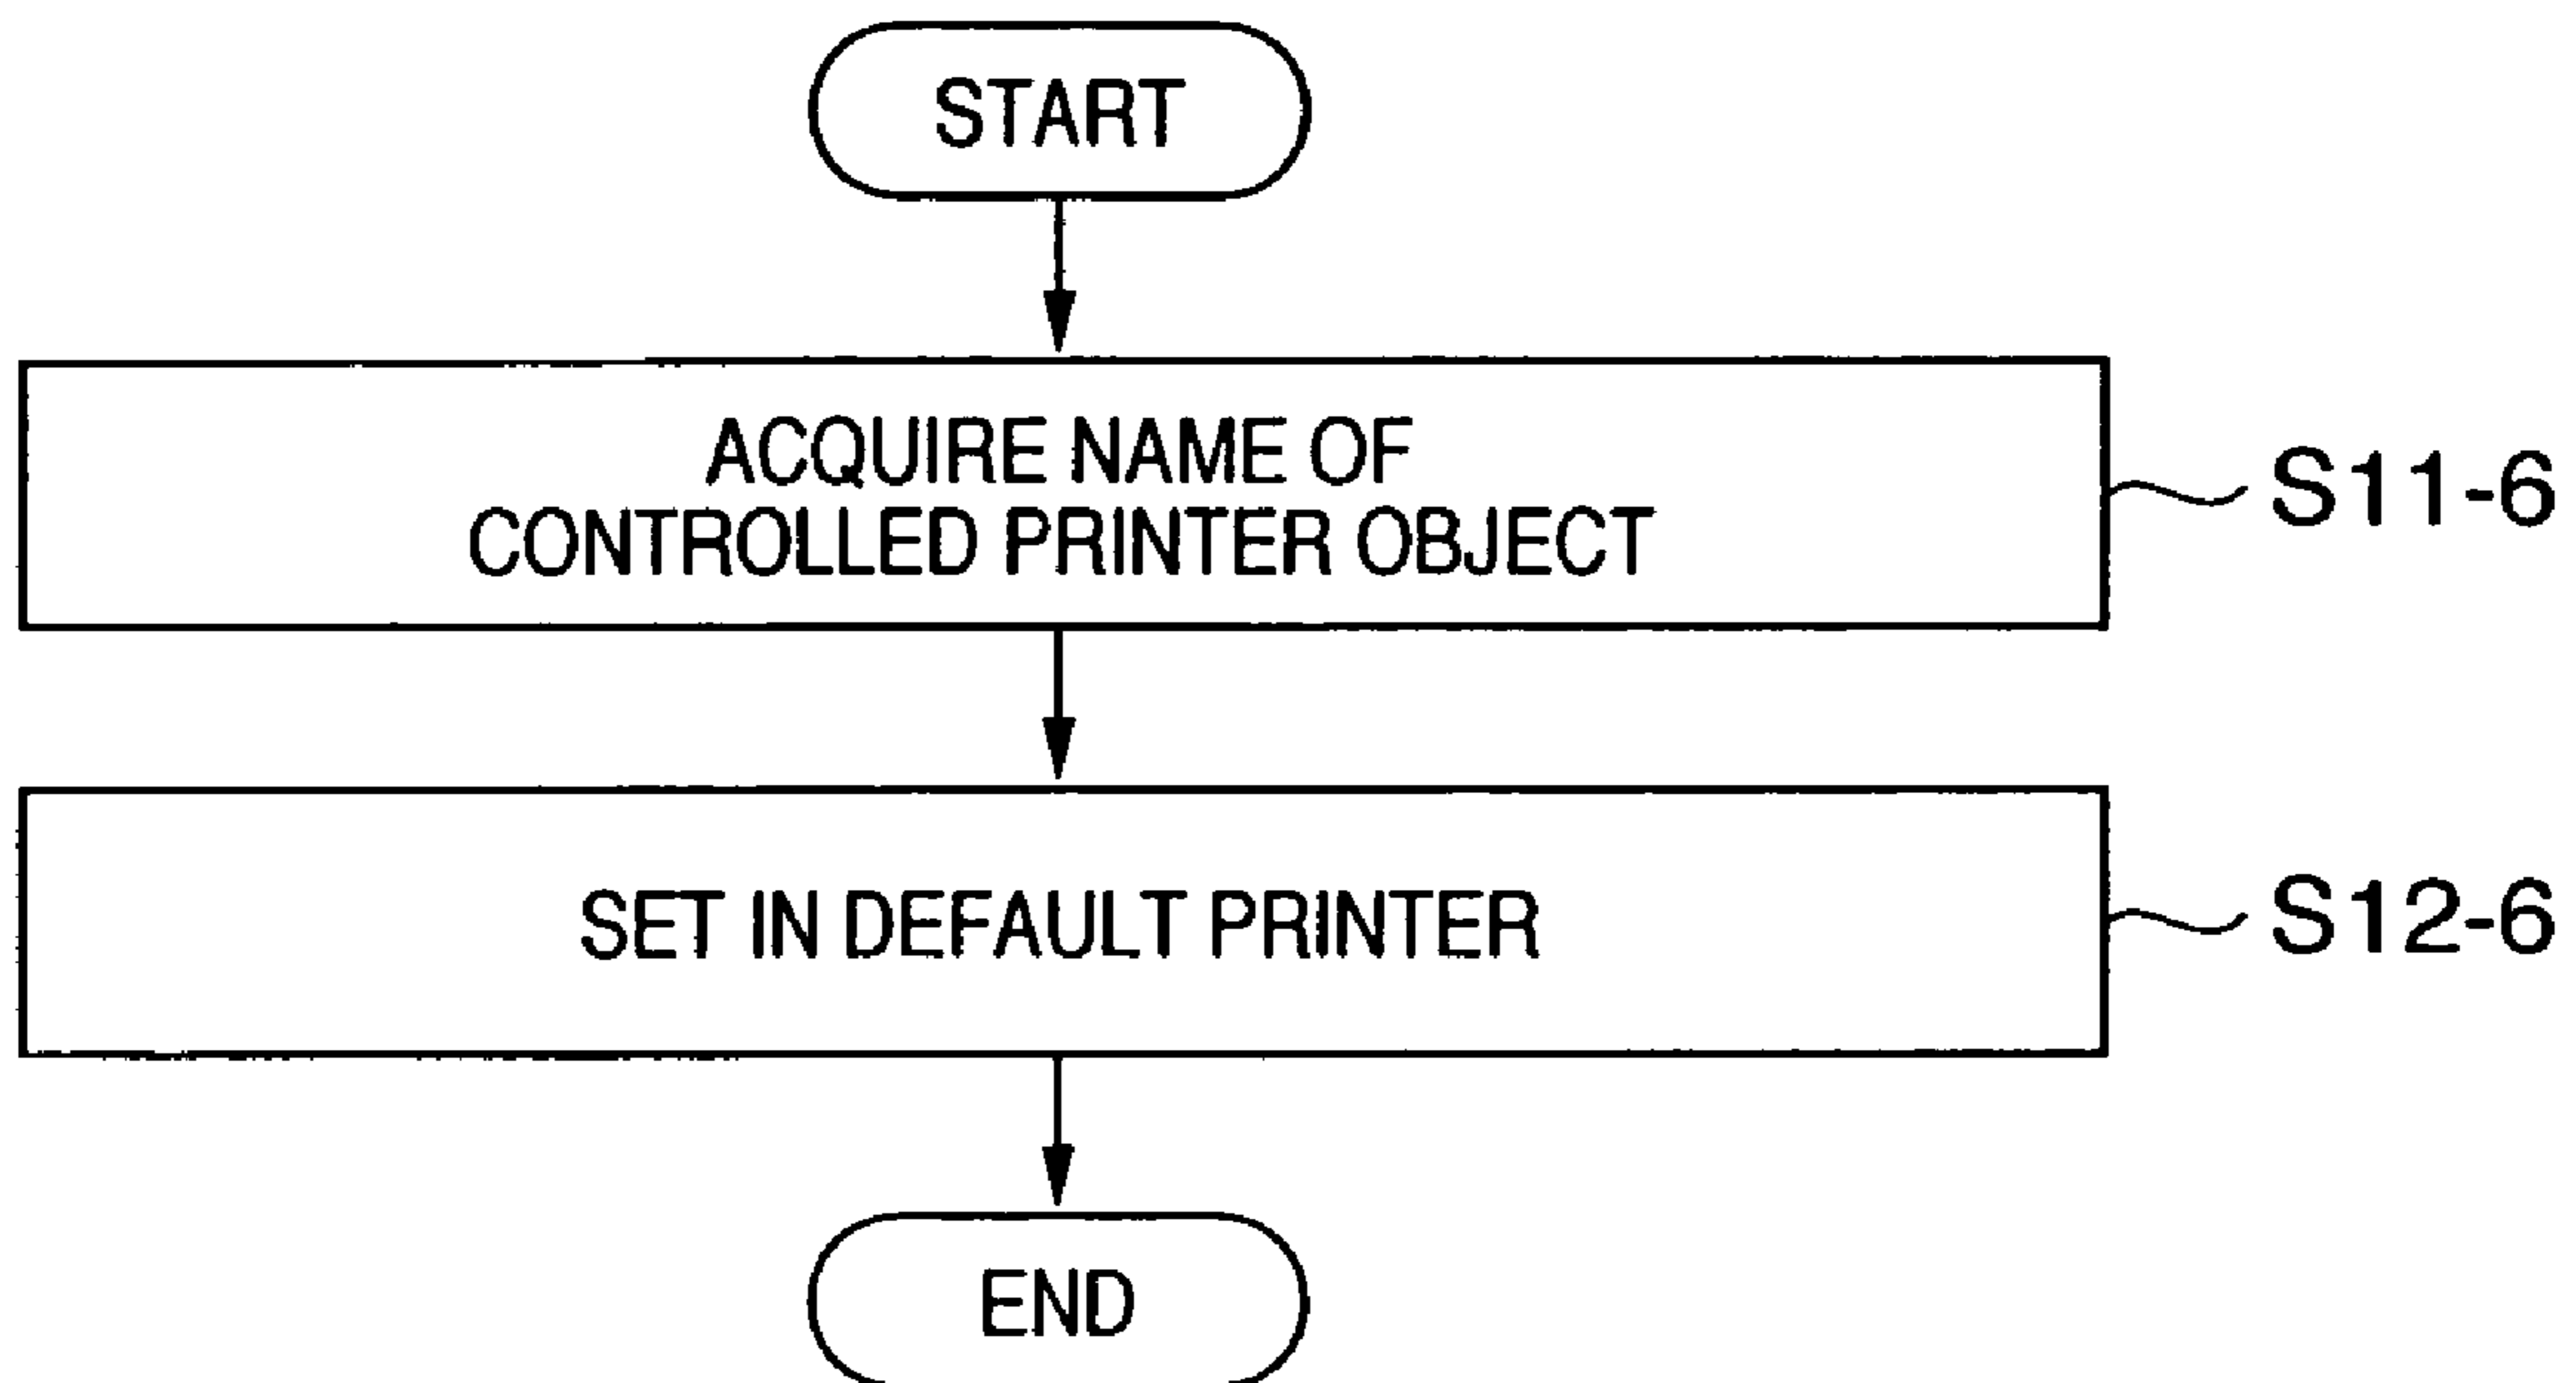 START
ACQUIRE NAME OF
CONTROLLED PRINTER OBJECT
S11-6
SET IN DEFAULT PRINTER
S12-6
END